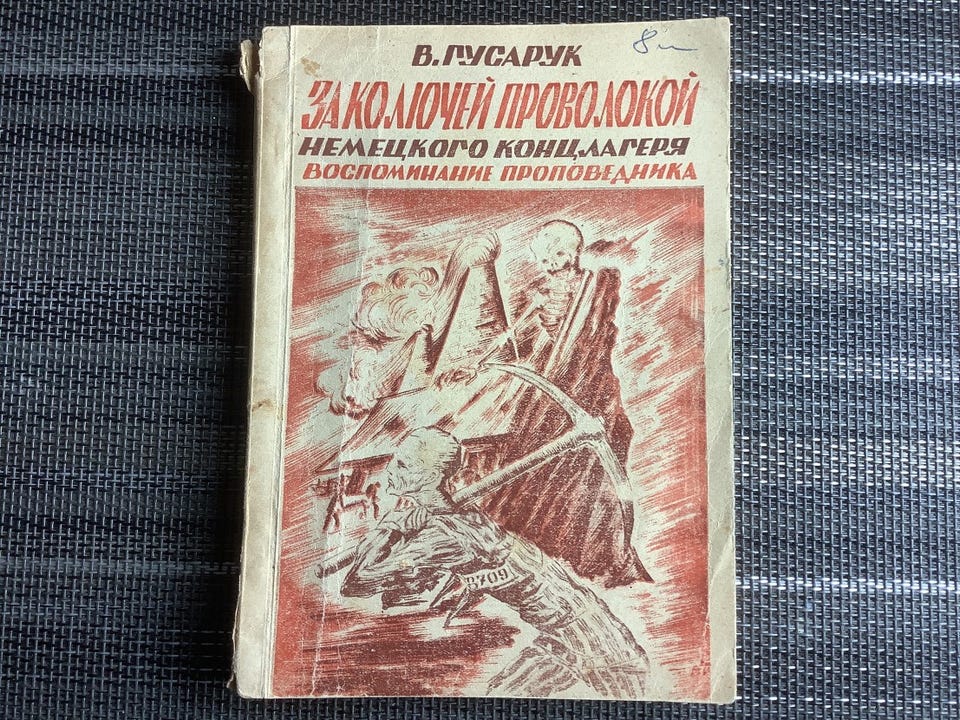 В. ГУСАРУК
ЗА КОЛЮЧЕЙ ПРОВОЛОКОЙ
НЕМЕЦКОГО КОНЦЛАГЕРЯ
ВОСПОМИНАНИЕ ПРОПОВЕДНИКА